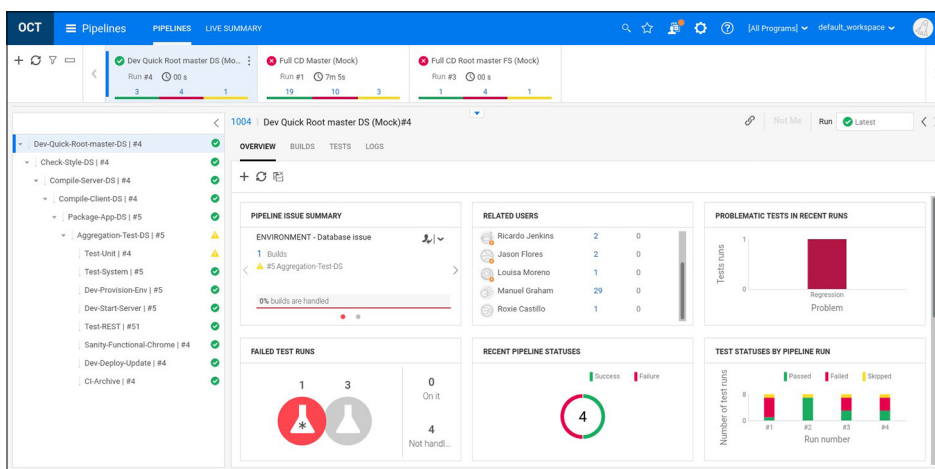 OCT Pipelines PIPELINES LIVE SUMMARY [All Programs] default_workspace
Dev Quick Root master DS (Mo...
Run #4 00 s
3 4 1
Full CD Master (Mock)
Run #1 7m 5s
19 10 3
Full CD Root master FS (Mock)
Run #3 00 s
1 4 1
Dev-Quick-Root-master-DS | #4
Check-Style-DS | #4
Compile-Server-DS | #4
Compile-Client-DS | #4
Package-App-DS | #5
Aggregation-Test-DS | #5
Test-Unit | #4
Test-System | #5
Dev-Provision-Env | #5
Dev-Start-Server | #5
Test-REST | #51
Sanity-Functional-Chrome | #4
Dev-Deploy-Update | #4
CI-Archive | #4
1004 Dev Quick Root master DS (Mock)#4
Not Me Run Latest
OVERVIEW BUILDS TESTS LOGS
PIPELINE ISSUE SUMMARY
ENVIRONMENT - Database issue
1 Builds
#5 Aggregation-Test-DS
0% builds are handled
RELATED USERS
Ricardo Jenkins 2 0
Jason Flores 2 0
Louisa Moreno 1 0
Manuel Graham 29 0
Roxie Castillo 1 0
PROBLEMATIC TESTS IN RECENT RUNS
Tests runs
1
0
Regression
Problem
FAILED TEST RUNS
1 3
*
0
On it
4
Not handl...
RECENT PIPELINE STATUSES
Success Failure
4
TEST STATUSES BY PIPELINE RUN
Passed Failed Skipped
Number of test runs
8
4
0
#1 #2 #3 #4
Run number